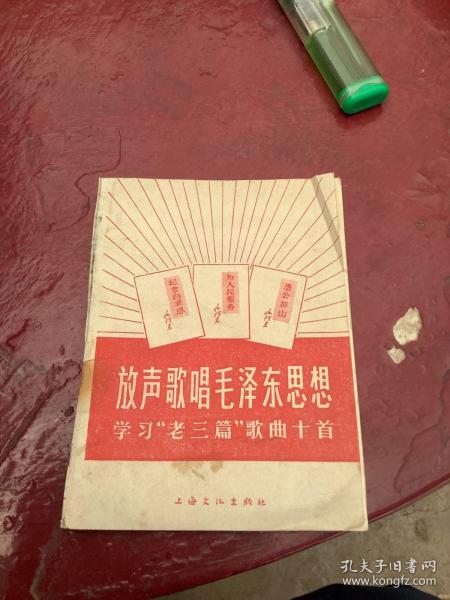 纪念白求恩
为人民服务
愚公移山
放声歌唱毛泽东思想
学习“老三篇”歌曲十首
上海文化出版社
孔夫子旧书网
www.kongfz.com